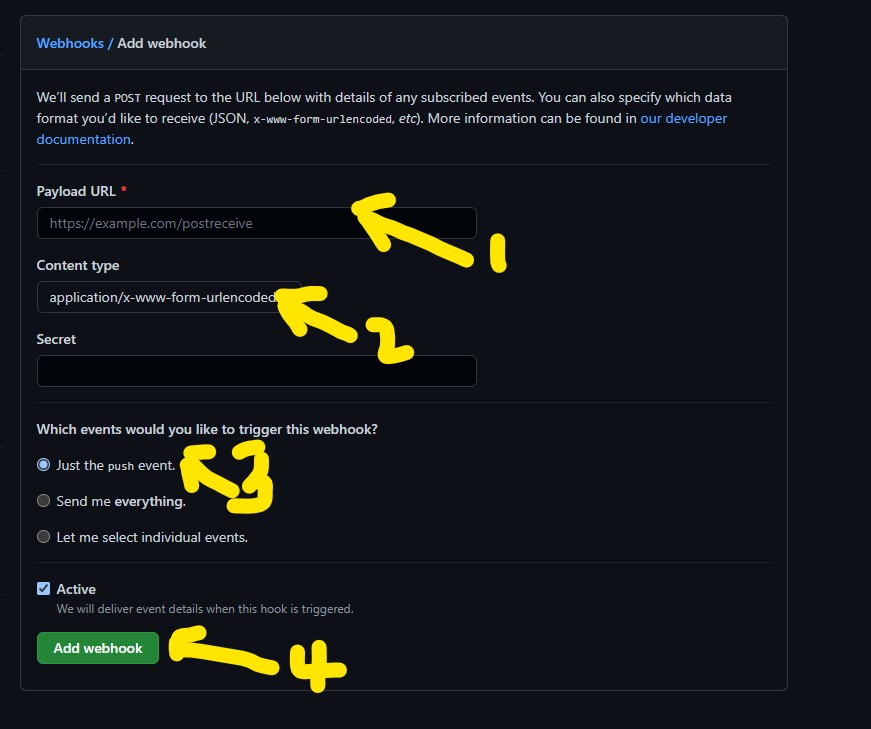 Webhooks / Add webhook
We'll send a POST request to the URL below with details of any subscribed events. You can also specify which data
format you'd like to receive (JSON, x-www-form-urlencoded, etc). More information can be found in our developer
documentation.
Payload URL *
https://example.com/postreceive
1
Content type
application/x-www-form-urlencoded
2
Secret
Which events would you like to trigger this webhook?
Just the push event.
3
Send me everything.
Let me select individual events.
Active
We will deliver event details when this hook is triggered.
Add webhook
4